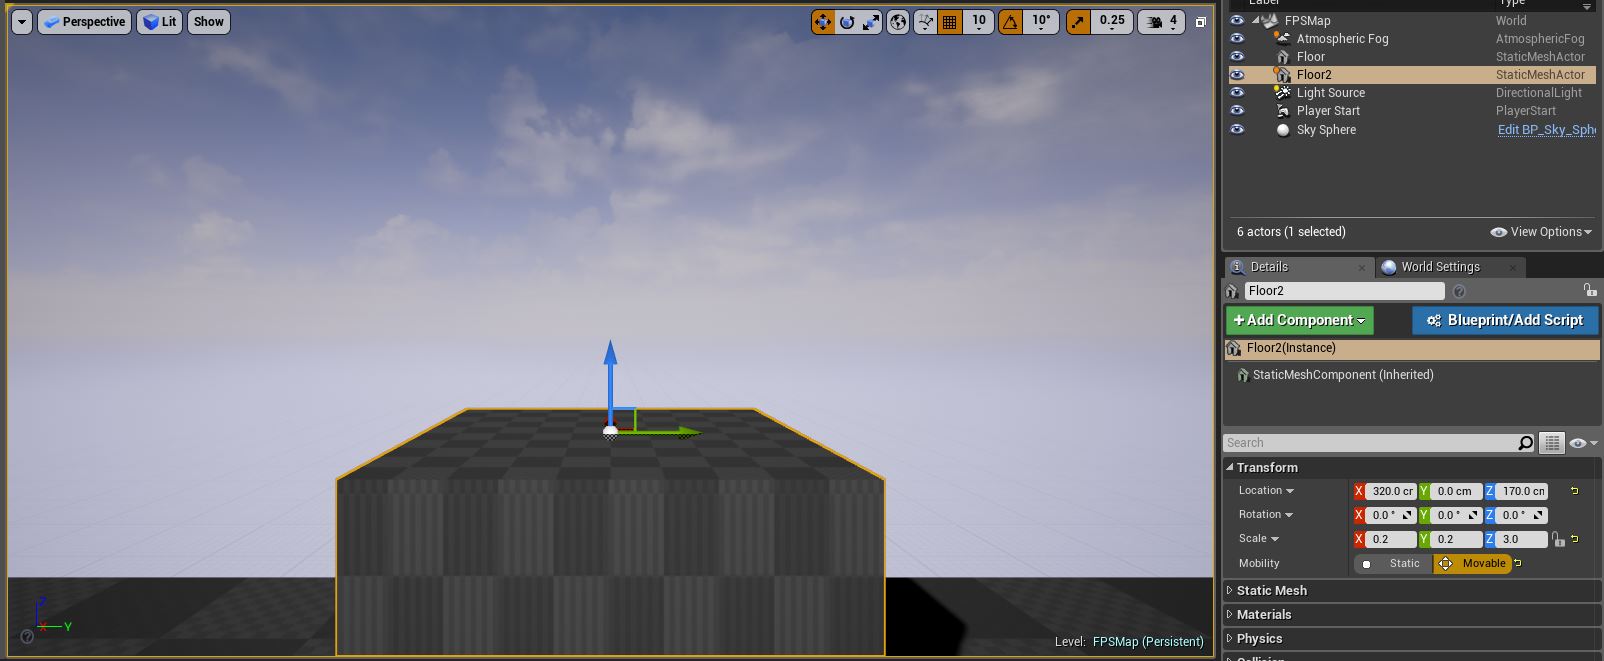 Perspective Lit Show 10 10° 0.25 4
Label Type
FPSMap World
Atmospheric Fog AtmosphericFog
Floor StaticMeshActor
Floor2 StaticMeshActor
Light Source DirectionalLight
Player Start PlayerStart
Sky Sphere Edit BP_Sky_Sph
6 actors (1 selected) View Options
Details World Settings
Floor2
+Add Component Blueprint/Add Script
Floor2(Instance)
StaticMeshComponent (Inherited)
Search
Transform
Location X 320.0 cr Y 0.0 cm Z 170.0 cn
Rotation X 0.0 ° Y 0.0 ° Z 0.0 °
Scale X 0.2 Y 0.2 Z 3.0
Mobility Static Movable
Static Mesh
Materials
Physics
Collision
Z
X Y
Level: FPSMap (Persistent)